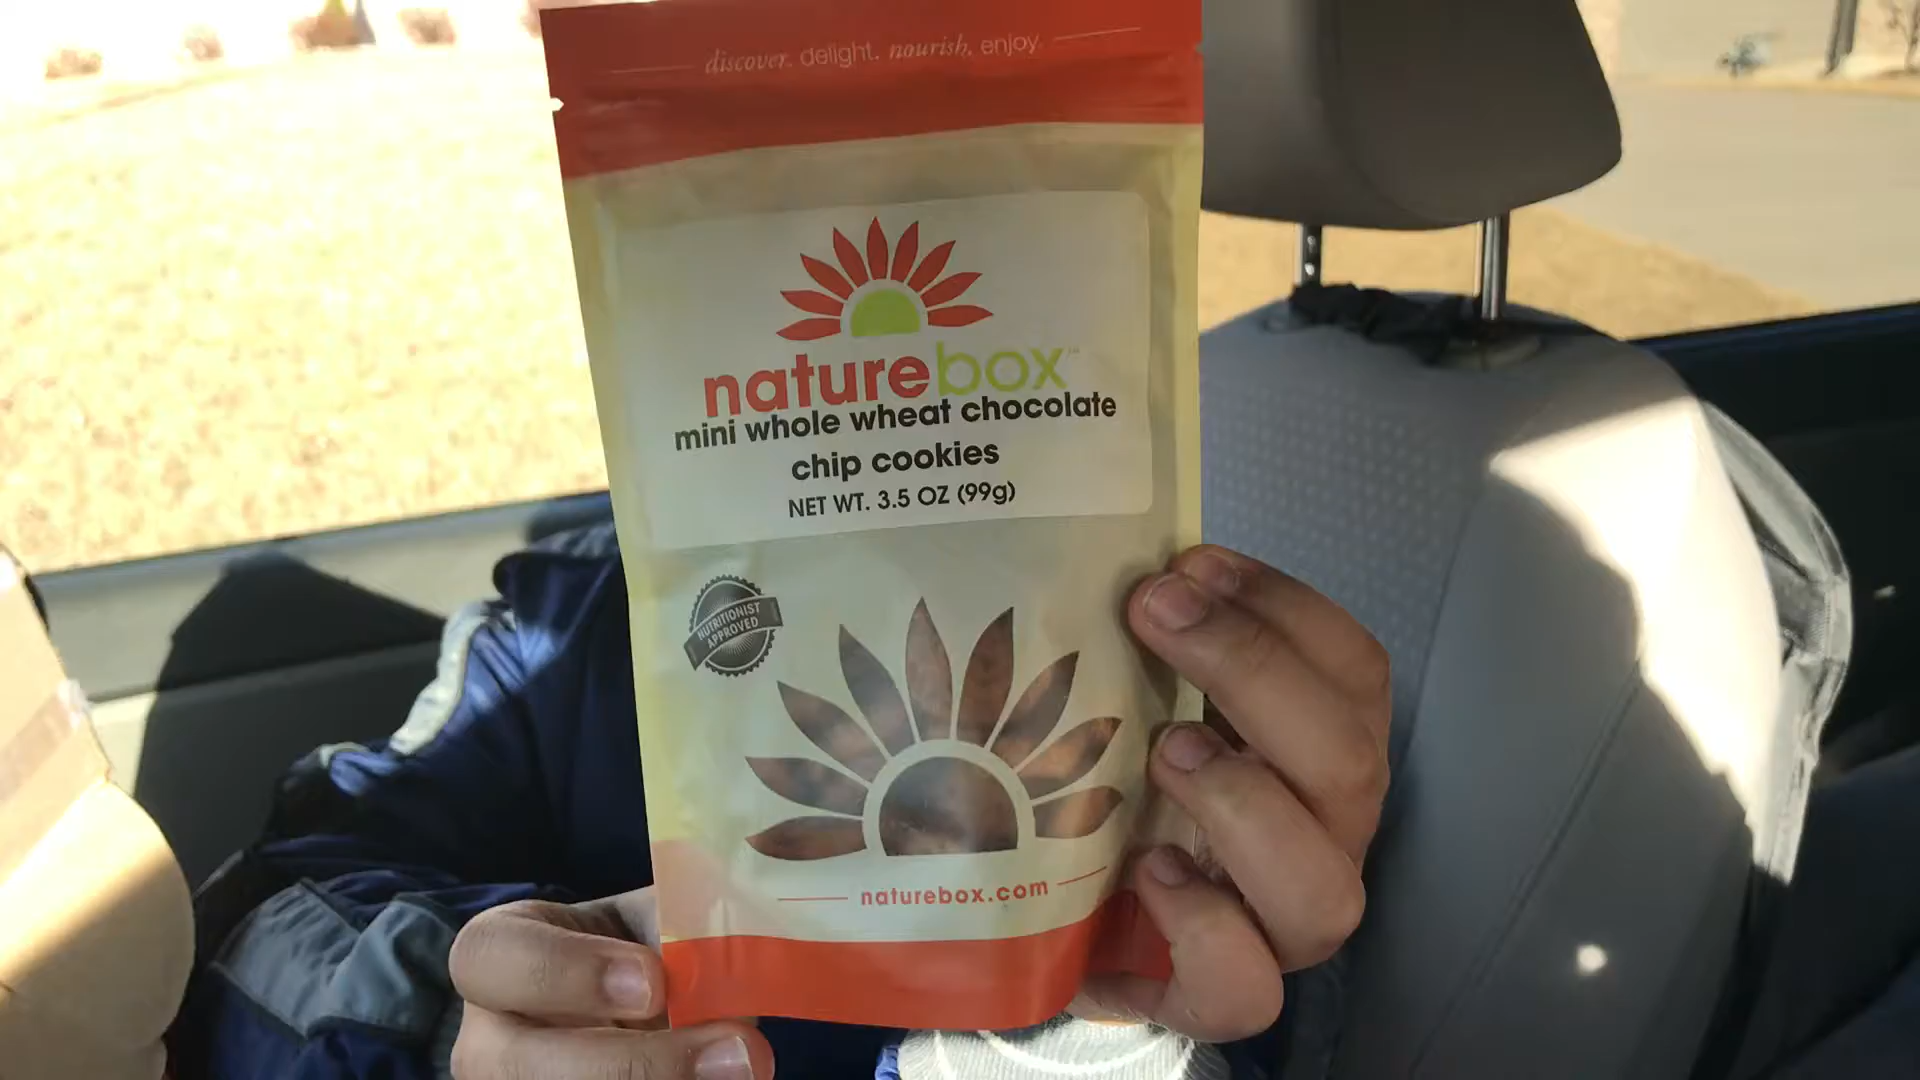 discover. delight. nourish. enjoy.
naturebox™
mini whole wheat chocolate
chip cookies
NET WT. 3.5 OZ (99g)
NUTRITIONIST
APPROVED
naturebox.com